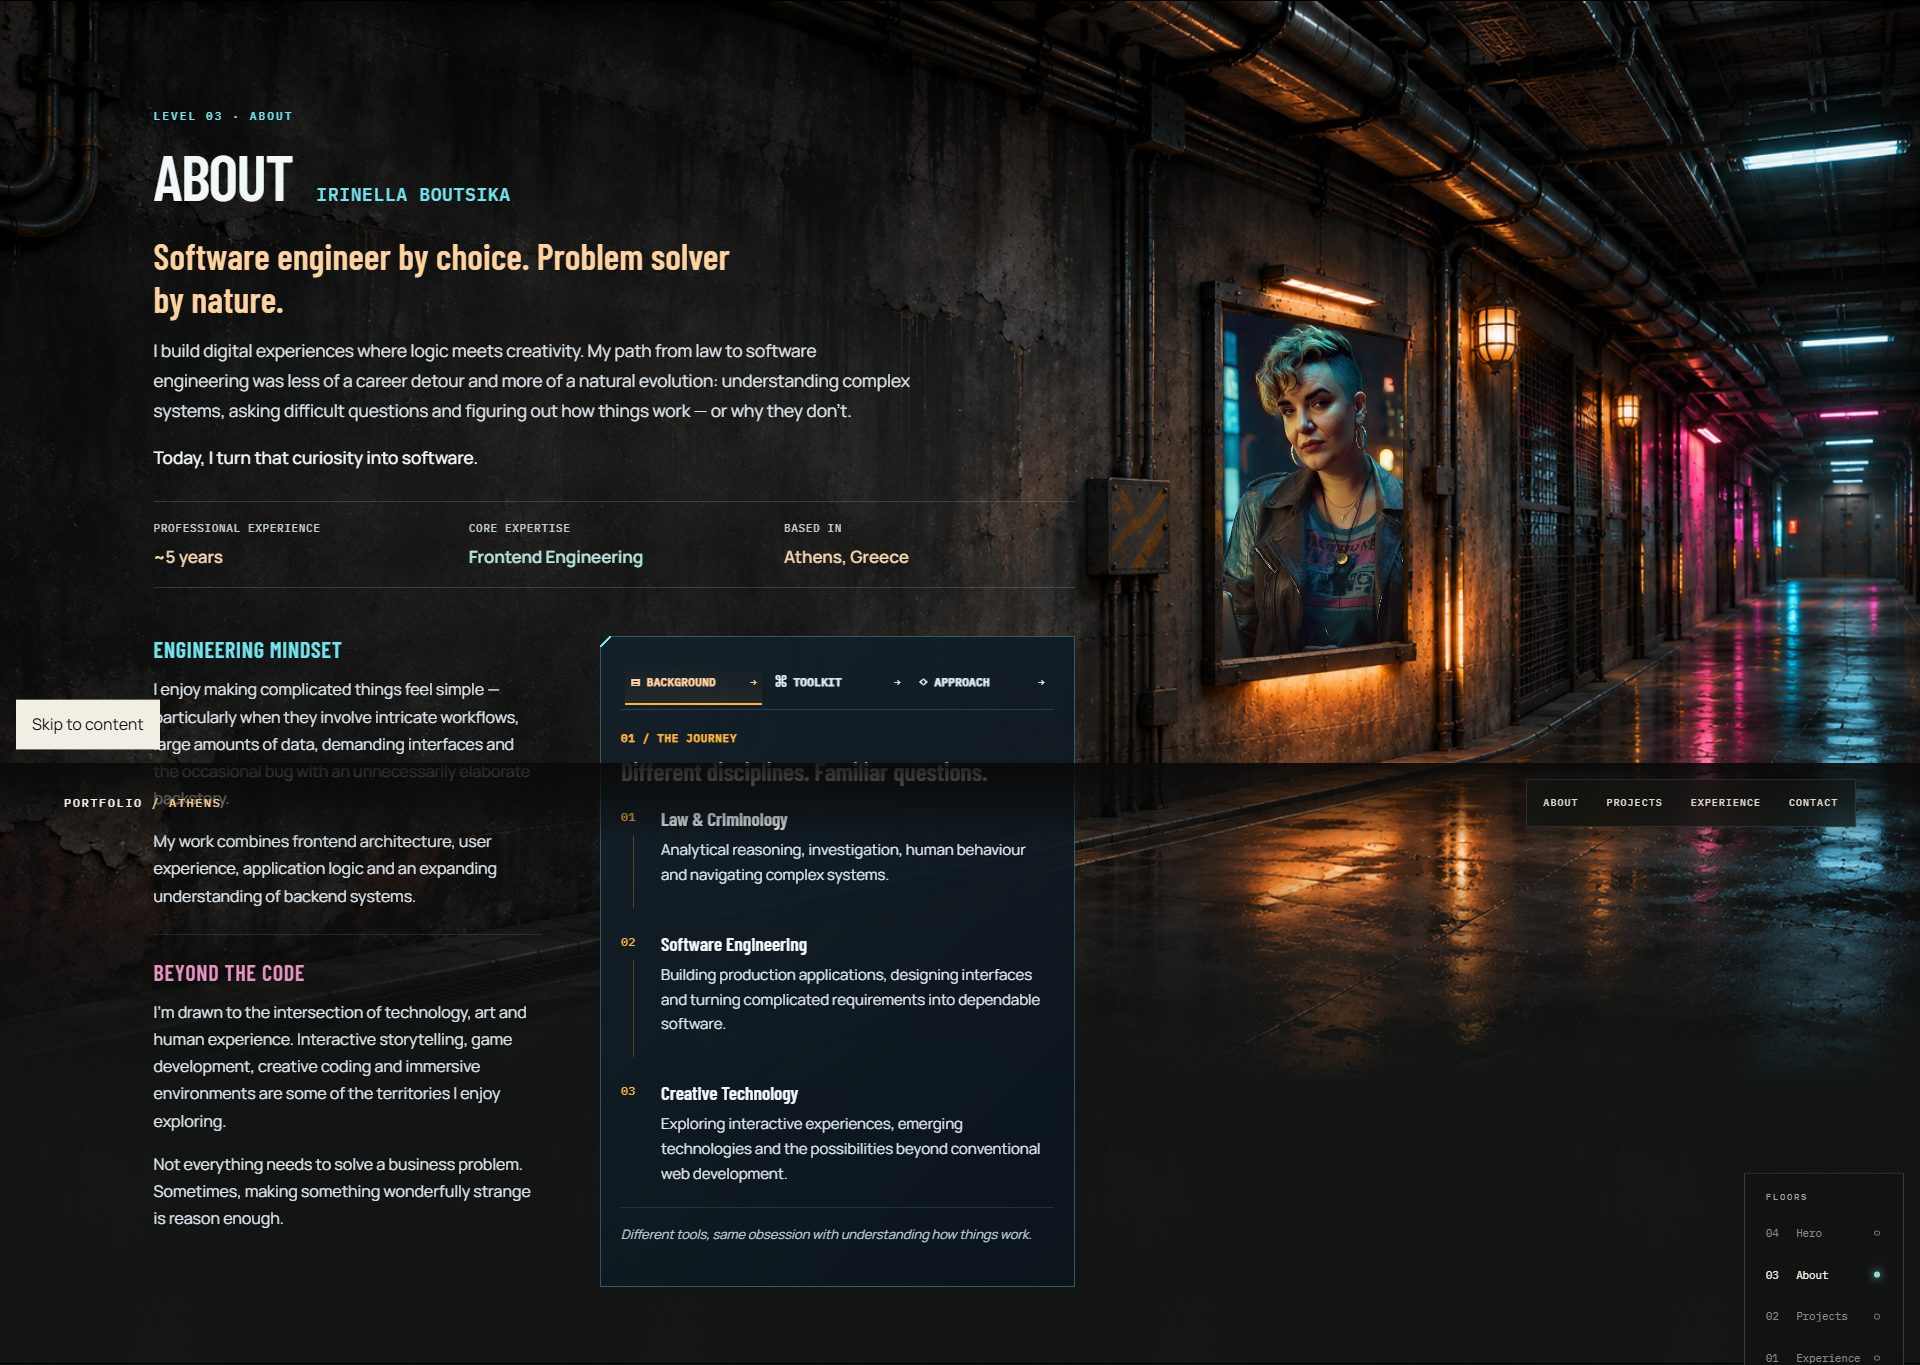 LEVEL 03 · ABOUT
ABOUT IRINELLA BOUTSIKA
Software engineer by choice. Problem solver
by nature.
I build digital experiences where logic meets creativity. My path from law to software
engineering was less of a career detour and more of a natural evolution: understanding complex
systems, asking difficult questions and figuring out how things work — or why they don't.
Today, I turn that curiosity into software.
PROFESSIONAL EXPERIENCE
~5 years
CORE EXPERTISE
Frontend Engineering
BASED IN
Athens, Greece
ENGINEERING MINDSET
I enjoy making complicated things feel simple —
particularly when they involve intricate workflows,
large amounts of data, demanding interfaces and
the occasional bug with an unnecessarily elaborate
backstory.
Skip to content
PORTFOLIO / ATHENS
My work combines frontend architecture, user
experience, application logic and an expanding
understanding of backend systems.
BEYOND THE CODE
I'm drawn to the intersection of technology, art and
human experience. Interactive storytelling, game
development, creative coding and immersive
environments are some of the territories I enjoy
exploring.
Not everything needs to solve a business problem.
Sometimes, making something wonderfully strange
is reason enough.
BACKGROUND → TOOLKIT → APPROACH →
01 / THE JOURNEY
Different disciplines. Familiar questions.
01 Law & Criminology
Analytical reasoning, investigation, human behaviour
and navigating complex systems.
02 Software Engineering
Building production applications, designing interfaces
and turning complicated requirements into dependable
software.
03 Creative Technology
Exploring interactive experiences, emerging
technologies and the possibilities beyond conventional
web development.
Different tools, same obsession with understanding how things work.
ABOUT PROJECTS EXPERIENCE CONTACT
FLOORS
04 Hero
03 About
02 Projects
01 Experience